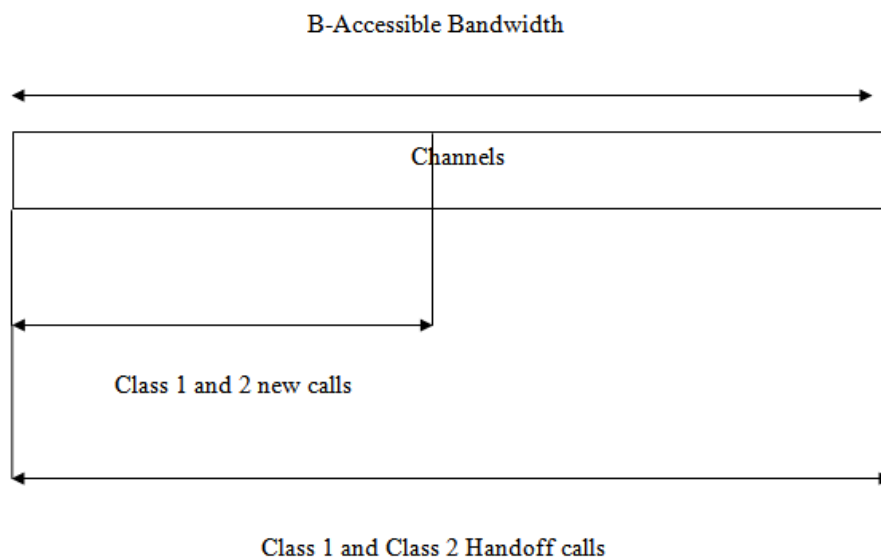 B-Accessible Bandwidth
Channels
Class 1 and 2 new calls
Class 1 and Class 2 Handoff calls